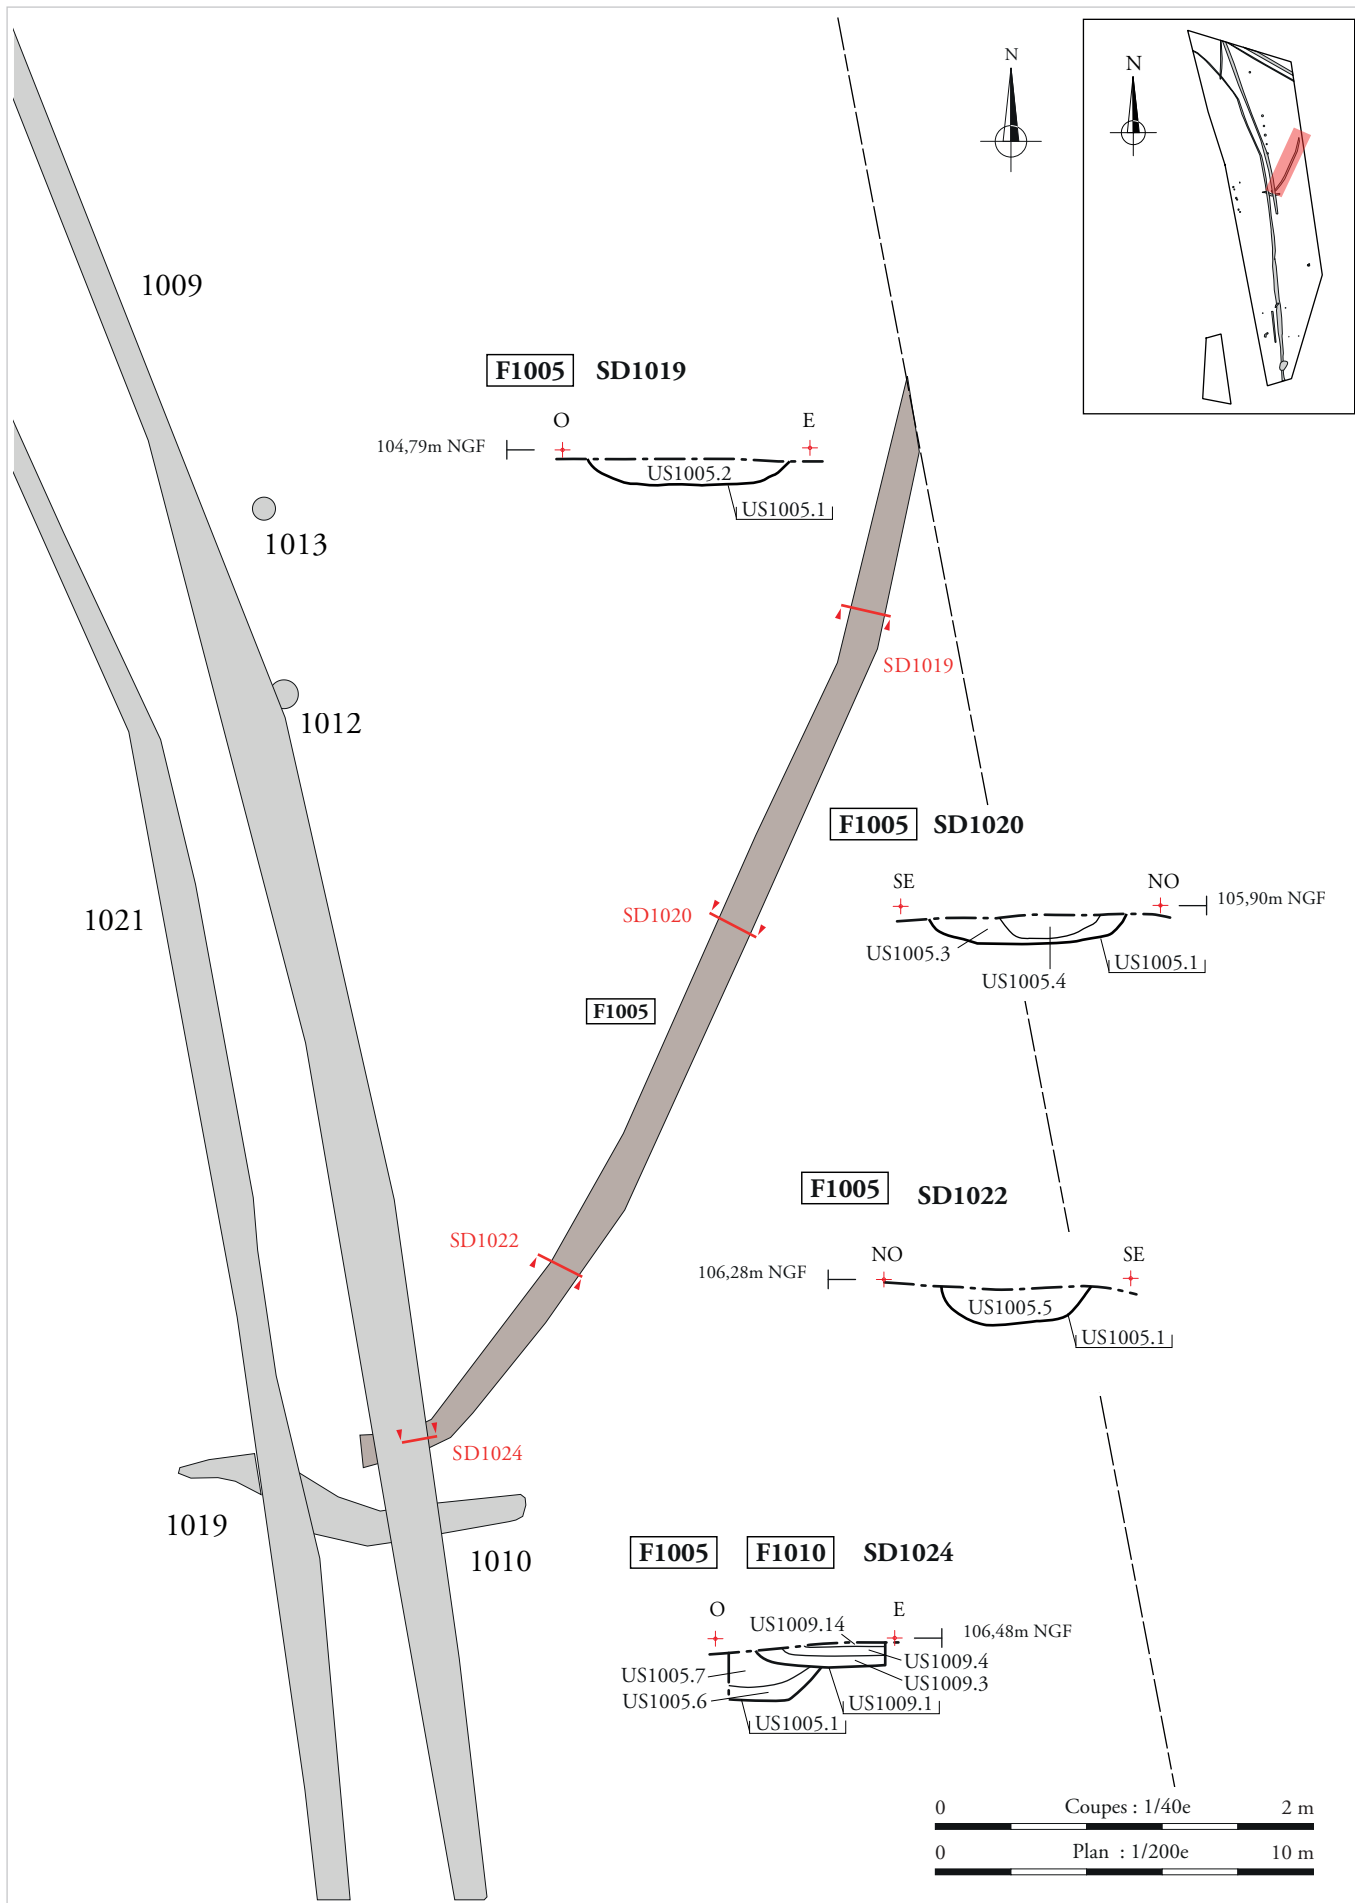 N
N
1009
F1005 SD1019
O E
104,79m NGF
US1005.2
US1005.1
1013
SD1019
1012
F1005 SD1020
SE NO
105,90m NGF
1021
SD1020
US1005.3
US1005.4
US1005.1
F1005
F1005 SD1022
SD1022
NO SE
106,28m NGF
US1005.5
US1005.1
SD1024
1019
1010
F1005 F1010 SD1024
O E
US1009.14
106,48m NGF
US1005.7
US1009.4
US1009.3
US1005.6
US1009.1
US1005.1
0 Coupes : 1/40e 2 m
0 Plan : 1/200e 10 m